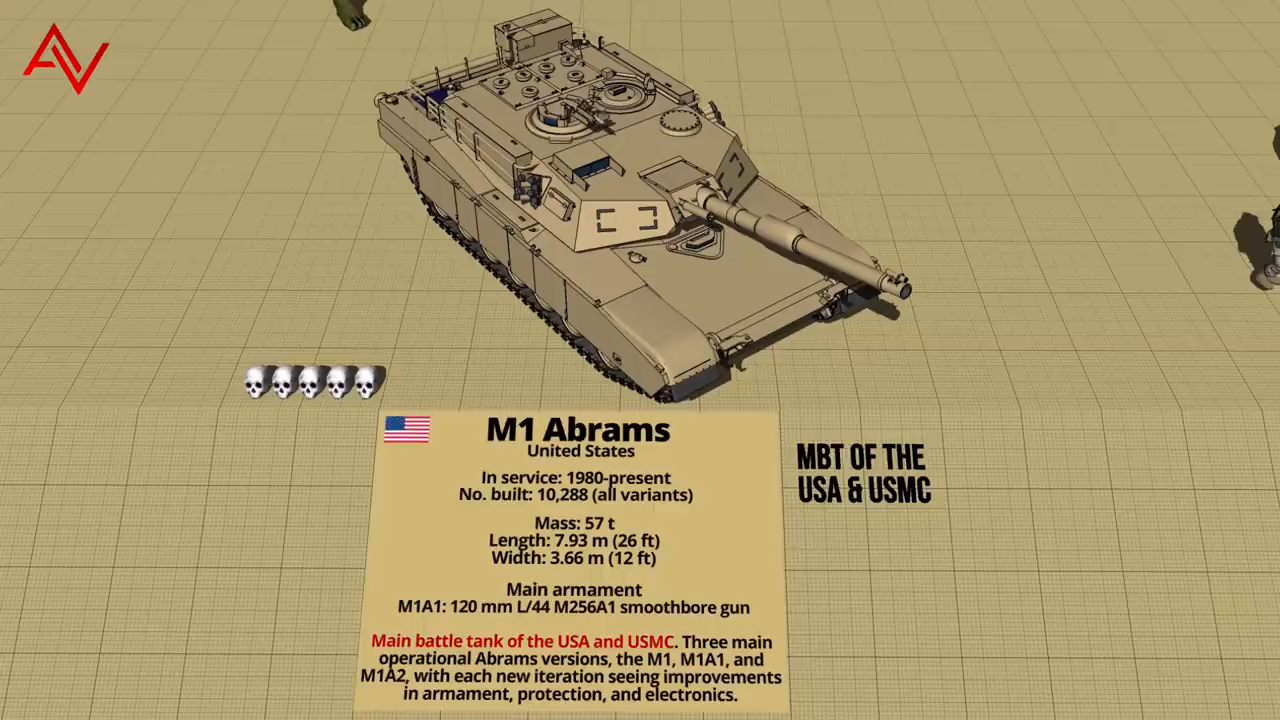 AV
M1 Abrams
United States
In service: 1980-present
No. built: 10,288 (all variants)
Mass: 57 t
Length: 7.93 m (26 ft)
Width: 3.66 m (12 ft)
Main armament
M1A1: 120 mm L/44 M256A1 smoothbore gun
Main battle tank of the USA and USMC. Three main
operational Abrams versions, the M1, M1A1, and
M1A2, with each new iteration seeing improvements
in armament, protection, and electronics.
MBT OF THE
USA & USMC